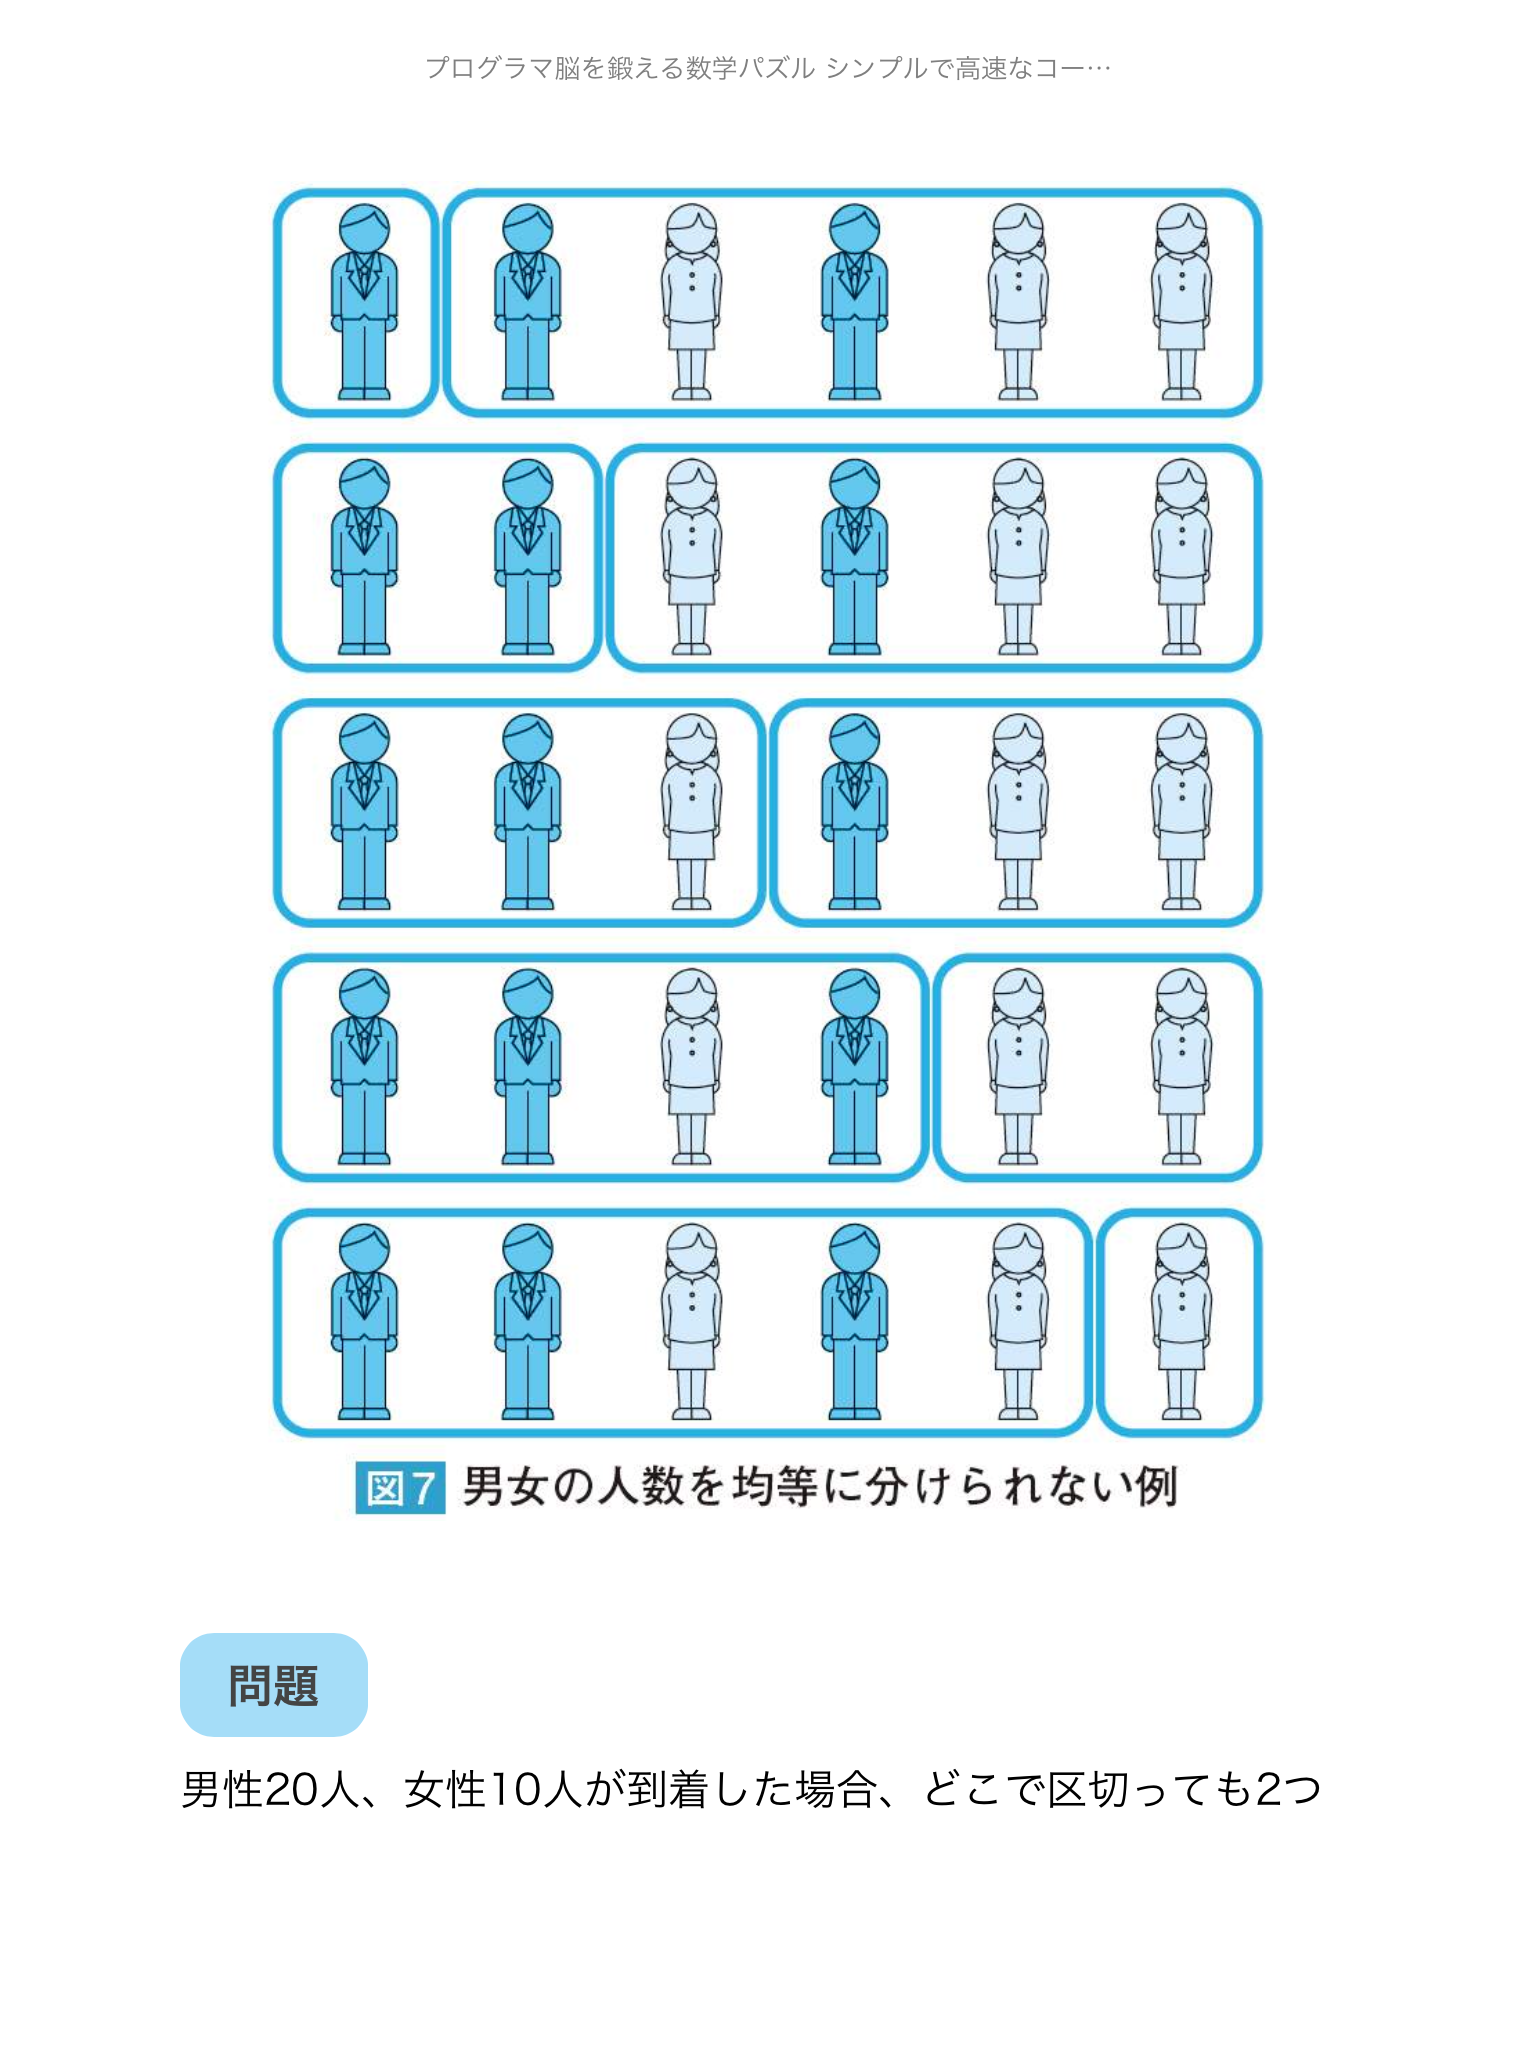 プログラマ脳を鍛える数学パズル シンプルで高速なコー…
図7 男女の人数を均等に分けられない例
問題
男性20人、女性10人が到着した場合、どこで区切っても2つ